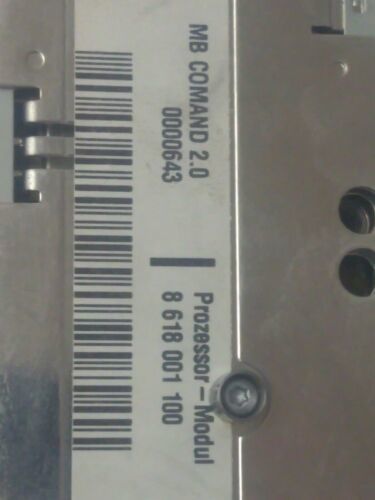 MB COMAND 2.0
0000643
Prozessor – Modul
8 618 001 100